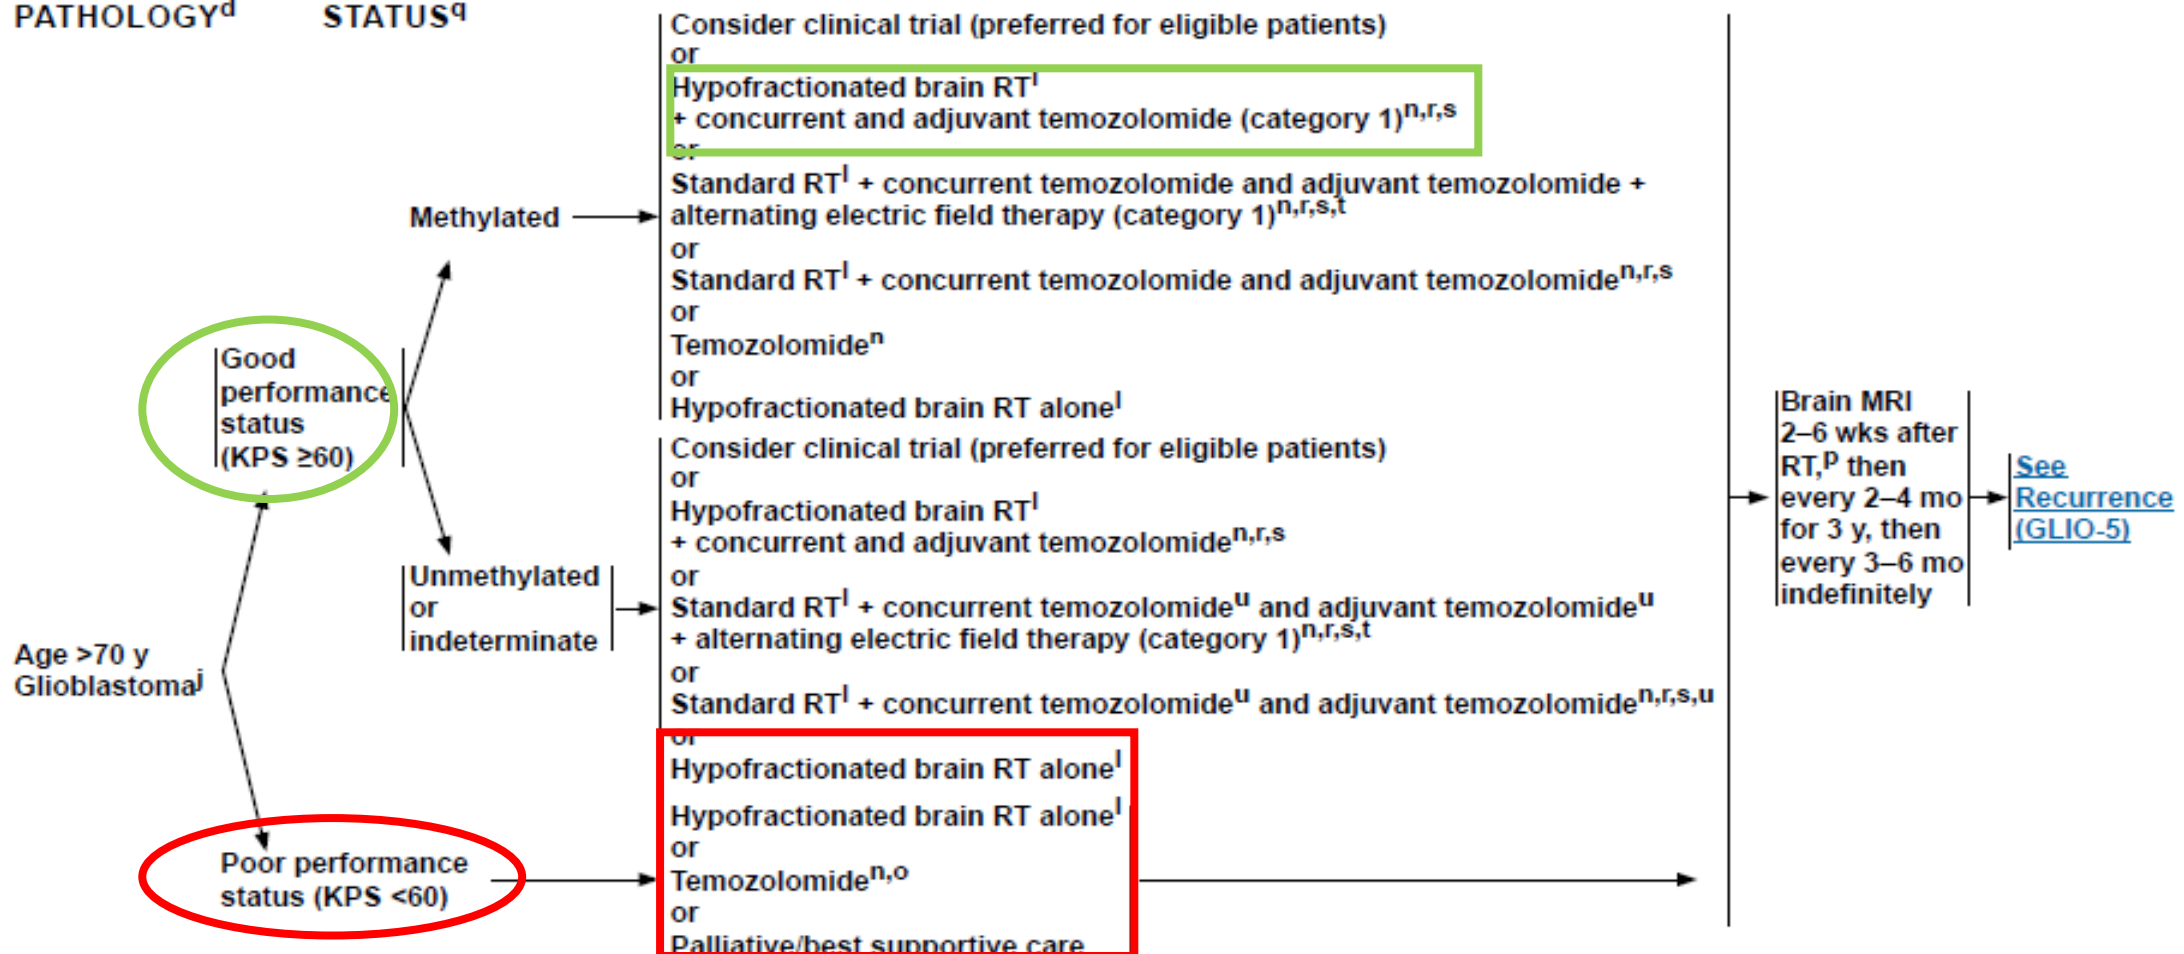 PATHOLOGYᵈ STATUS^q
Consider clinical trial (preferred for eligible patients)
or
Hypofractionated brain RTˡ
+ concurrent and adjuvant temozolomide (category 1)ⁿ,ʳ,ˢ
or
Standard RTˡ + concurrent temozolomide and adjuvant temozolomide +
alternating electric field therapy (category 1)ⁿ,ʳ,ˢ,ᵗ
or
Standard RTˡ + concurrent temozolomide and adjuvant temozolomideⁿ,ʳ,ˢ
or
Temozolomideⁿ
or
Hypofractionated brain RT aloneˡ
Methylated
Good
performance
status
(KPS ≥60)
Consider clinical trial (preferred for eligible patients)
or
Hypofractionated brain RTˡ
+ concurrent and adjuvant temozolomideⁿ,ʳ,ˢ
or
Standard RTˡ + concurrent temozolomideᵘ and adjuvant temozolomideᵘ
+ alternating electric field therapy (category 1)ⁿ,ʳ,ˢ,ᵗ
or
Standard RTˡ + concurrent temozolomideᵘ and adjuvant temozolomideⁿ,ʳ,ˢ,ᵘ
or
Hypofractionated brain RT aloneˡ
Unmethylated
or
indeterminate
Age >70 y
Glioblastomaʲ
Poor performance
status (KPS <60)
Hypofractionated brain RT aloneˡ
or
Temozolomideⁿ,ᵒ
or
Palliative/best supportive care
Brain MRI
2–6 wks after
RT,ᵖ then
every 2–4 mo
for 3 y, then
every 3–6 mo
indefinitely
See
Recurrence
(GLIO-5)